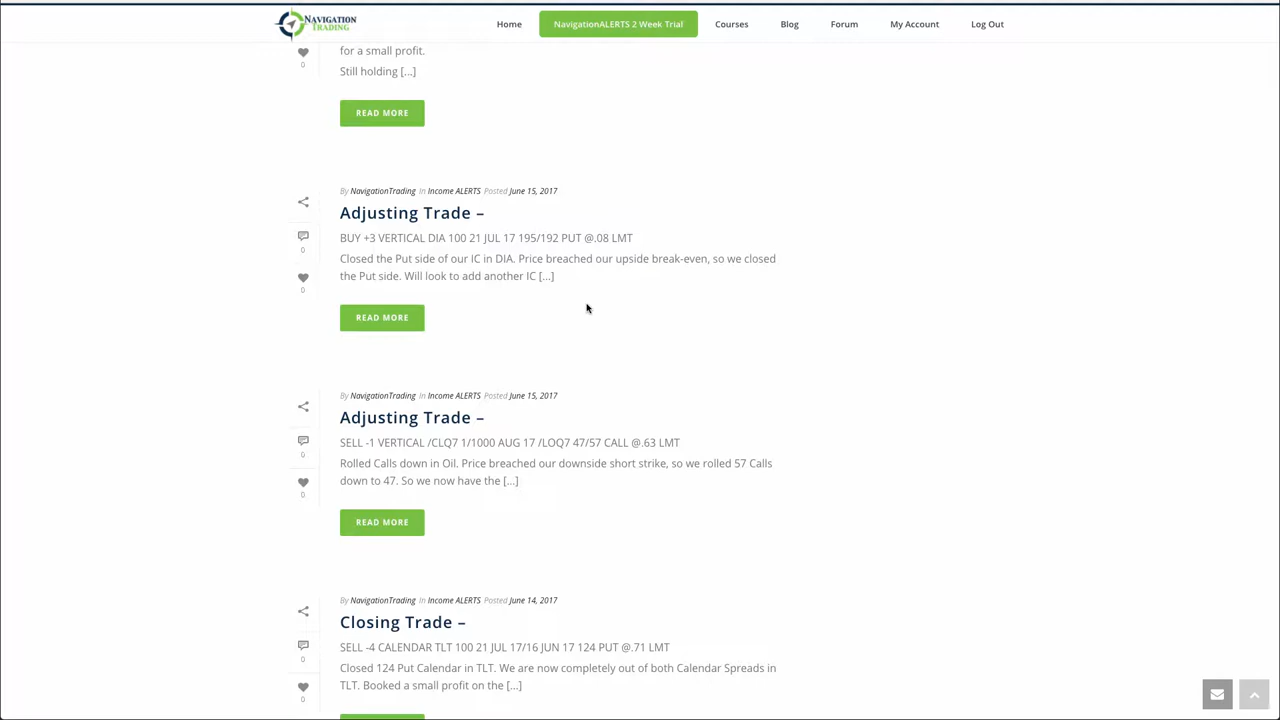 NAVIGATION
TRADING
Home
NavigationALERTS 2 Week Trial
Courses
Blog
Forum
My Account
Log Out
for a small profit.
0
Still holding [...]
READ MORE
By NavigationTrading In Income ALERTS Posted June 15, 2017
Adjusting Trade –
BUY +3 VERTICAL DIA 100 21 JUL 17 195/192 PUT @.08 LMT
0
Closed the Put side of our IC in DIA. Price breached our upside break-even, so we closed
the Put side. Will look to add another IC [...]
0
READ MORE
By NavigationTrading In Income ALERTS Posted June 15, 2017
Adjusting Trade –
SELL -1 VERTICAL /CLQ7 1/1000 AUG 17 /LOQ7 47/57 CALL @.63 LMT
0
Rolled Calls down in Oil. Price breached our downside short strike, so we rolled 57 Calls
down to 47. So we now have the [...]
0
READ MORE
By NavigationTrading In Income ALERTS Posted June 14, 2017
Closing Trade –
SELL -4 CALENDAR TLT 100 21 JUL 17/16 JUN 17 124 PUT @.71 LMT
0
Closed 124 Put Calendar in TLT. We are now completely out of both Calendar Spreads in
TLT. Booked a small profit on the [...]
0